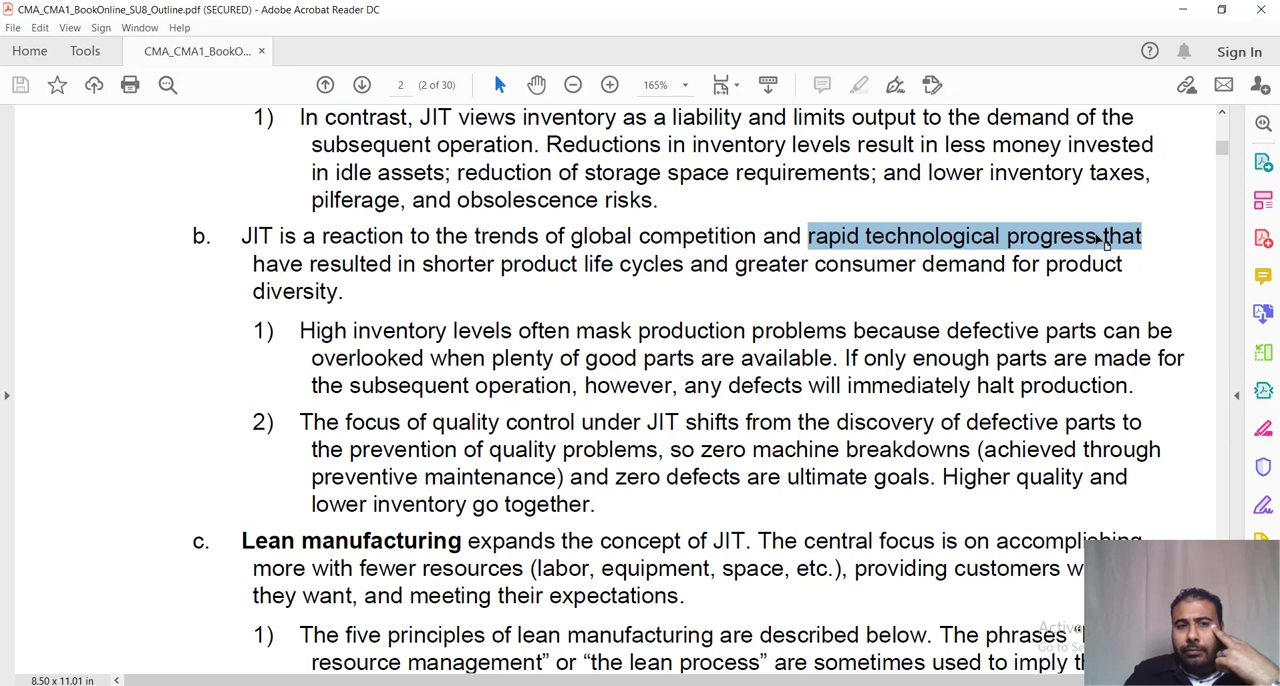 CMA_CMA1_BookOnline_SU8_Outline.pdf (SECURED) - Adobe Acrobat Reader DC
File Edit View Sign Window Help
Home Tools CMA_CMA1_BookO... × Sign In
2 (2 of 30) 165%
1) In contrast, JIT views inventory as a liability and limits output to the demand of the
subsequent operation. Reductions in inventory levels result in less money invested
in idle assets; reduction of storage space requirements; and lower inventory taxes,
pilferage, and obsolescence risks.
b. JIT is a reaction to the trends of global competition and rapid technological progress that
have resulted in shorter product life cycles and greater consumer demand for product
diversity.
1) High inventory levels often mask production problems because defective parts can be
overlooked when plenty of good parts are available. If only enough parts are made for
the subsequent operation, however, any defects will immediately halt production.
2) The focus of quality control under JIT shifts from the discovery of defective parts to
the prevention of quality problems, so zero machine breakdowns (achieved through
preventive maintenance) and zero defects are ultimate goals. Higher quality and
lower inventory go together.
c. Lean manufacturing expands the concept of JIT. The central focus is on accomplishing
more with fewer resources (labor, equipment, space, etc.), providing customers w
they want, and meeting their expectations.
1) The five principles of lean manufacturing are described below. The phrases "
resource management" or "the lean process" are sometimes used to imply
8.50 x 11.01 in